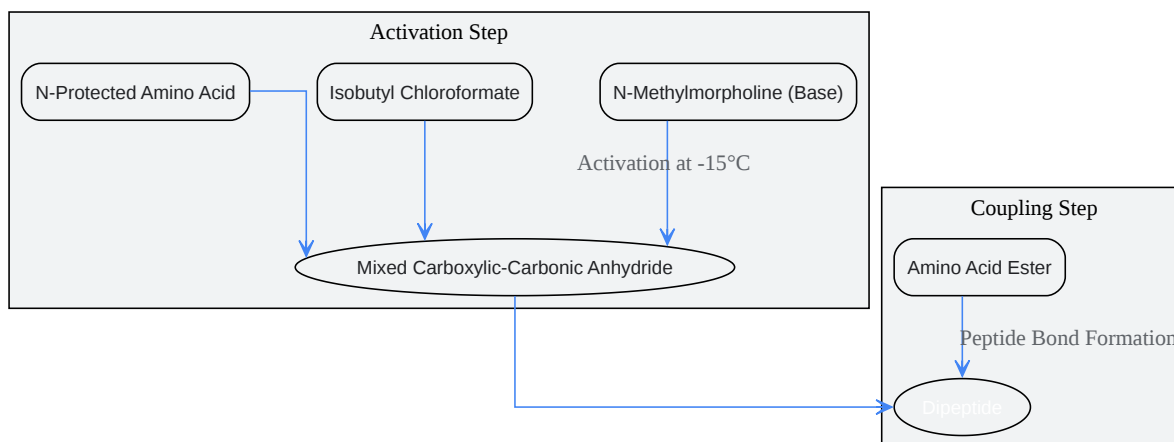 Activation Step
N-Protected Amino Acid
Isobutyl Chloroformate
N-Methylmorpholine (Base)
Activation at -15°C
Mixed Carboxylic-Carbonic Anhydride
Coupling Step
Amino Acid Ester
Peptide Bond Formation
Dipeptide